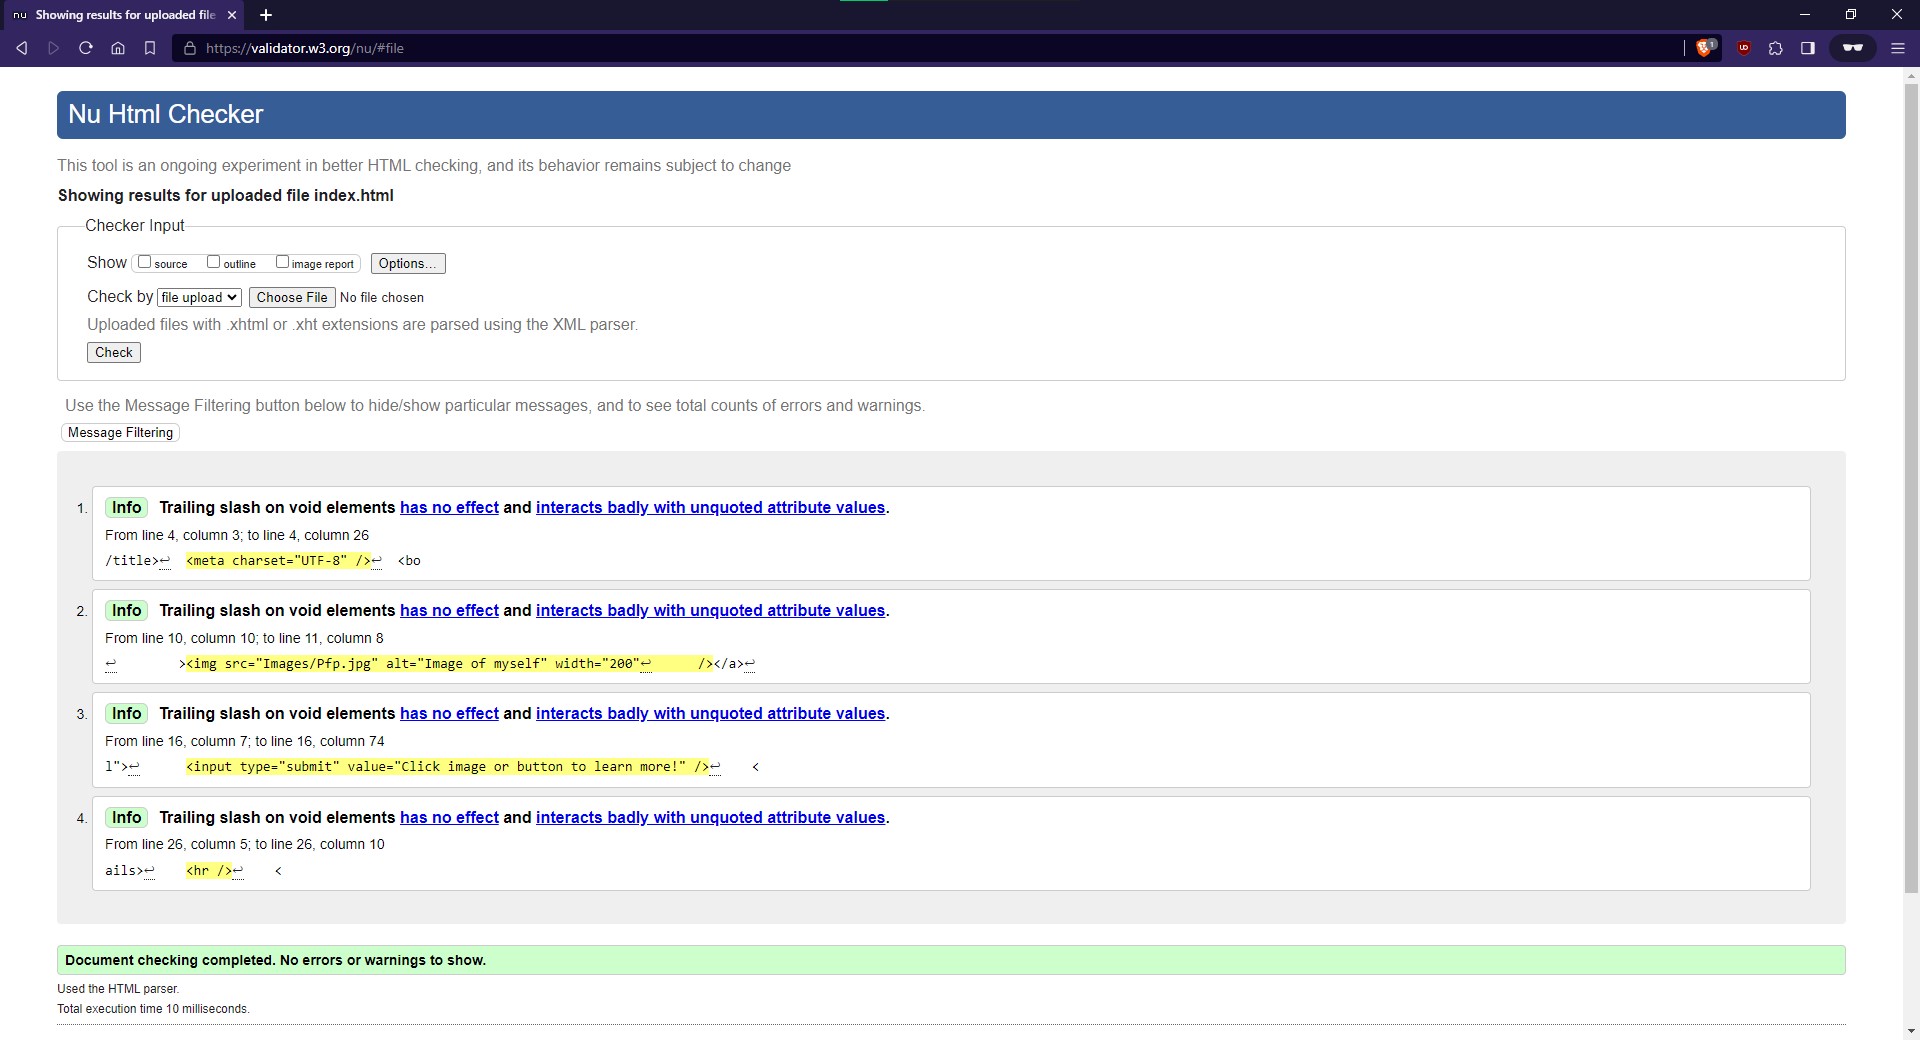 nu Showing results for uploaded file
https://validator.w3.org/nu/#file
1
UD
Nu Html Checker
This tool is an ongoing experiment in better HTML checking, and its behavior remains subject to change
Showing results for uploaded file index.html
Checker Input
Show source outline image report Options...
Check by file upload Choose File No file chosen
Uploaded files with .xhtml or .xht extensions are parsed using the XML parser.
Check
Use the Message Filtering button below to hide/show particular messages, and to see total counts of errors and warnings.
Message Filtering
1. Info Trailing slash on void elements has no effect and interacts badly with unquoted attribute values.
From line 4, column 3; to line 4, column 26
/title>↩ <meta charset="UTF-8" />↩ <bo
2. Info Trailing slash on void elements has no effect and interacts badly with unquoted attribute values.
From line 10, column 10; to line 11, column 8
↩ ><img src="Images/Pfp.jpg" alt="Image of myself" width="200"↩ /></a>↩
3. Info Trailing slash on void elements has no effect and interacts badly with unquoted attribute values.
From line 16, column 7; to line 16, column 74
l">↩ <input type="submit" value="Click image or button to learn more!" />↩ <
4. Info Trailing slash on void elements has no effect and interacts badly with unquoted attribute values.
From line 26, column 5; to line 26, column 10
ails>↩ <hr />↩ <
Document checking completed. No errors or warnings to show.
Used the HTML parser.
Total execution time 10 milliseconds.